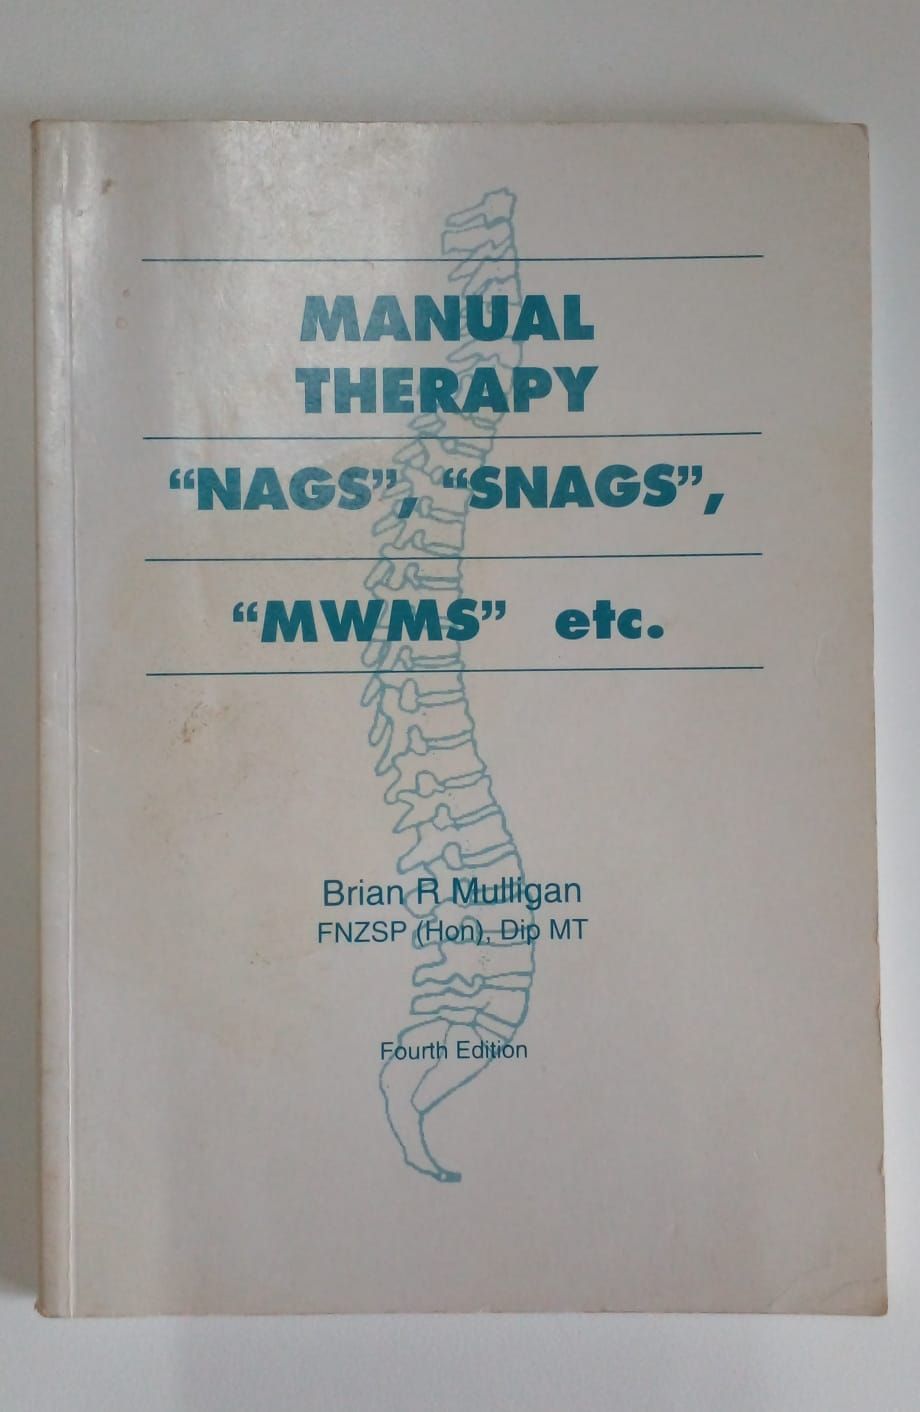 MANUAL
THERAPY
“NAGS”, “SNAGS”,
“MWMS” etc.
Brian R Mulligan
FNZSP (Hon), Dip MT
Fourth Edition